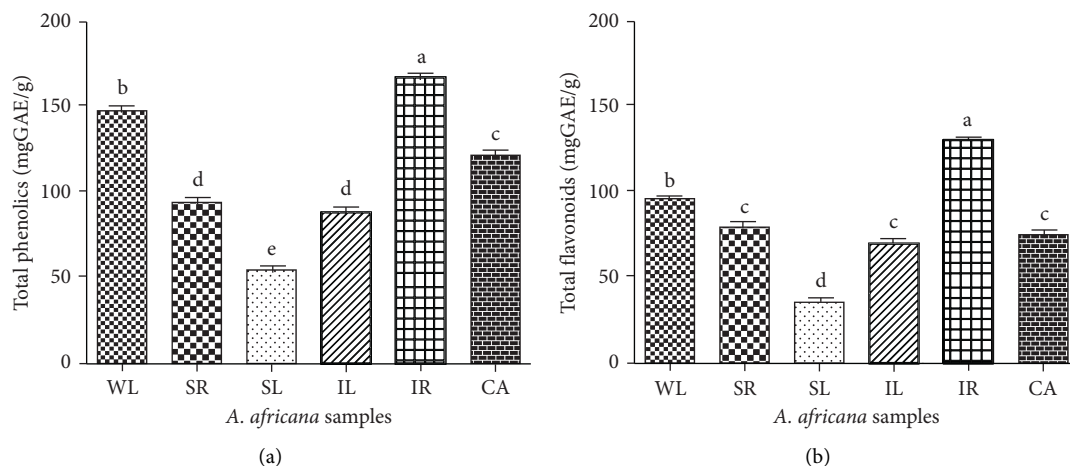 200
150
100
50
0
Total phenolics (mgGAE/g)
b
d
e
d
a
c
WL SR SL IL IR CA
A. africana samples
(a)
200
150
100
50
0
Total flavonoids (mgGAE/g)
b
c
d
c
a
c
WL SR SL IL IR CA
A. africana samples
(b)